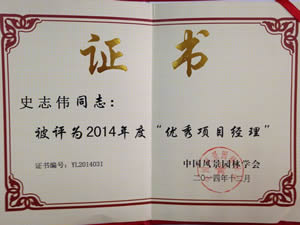 证书
史志伟同志：
被评为2014年度“优秀项目经理”
证书编号：YL2014031
中国风景园林学会
二〇一四年十二月